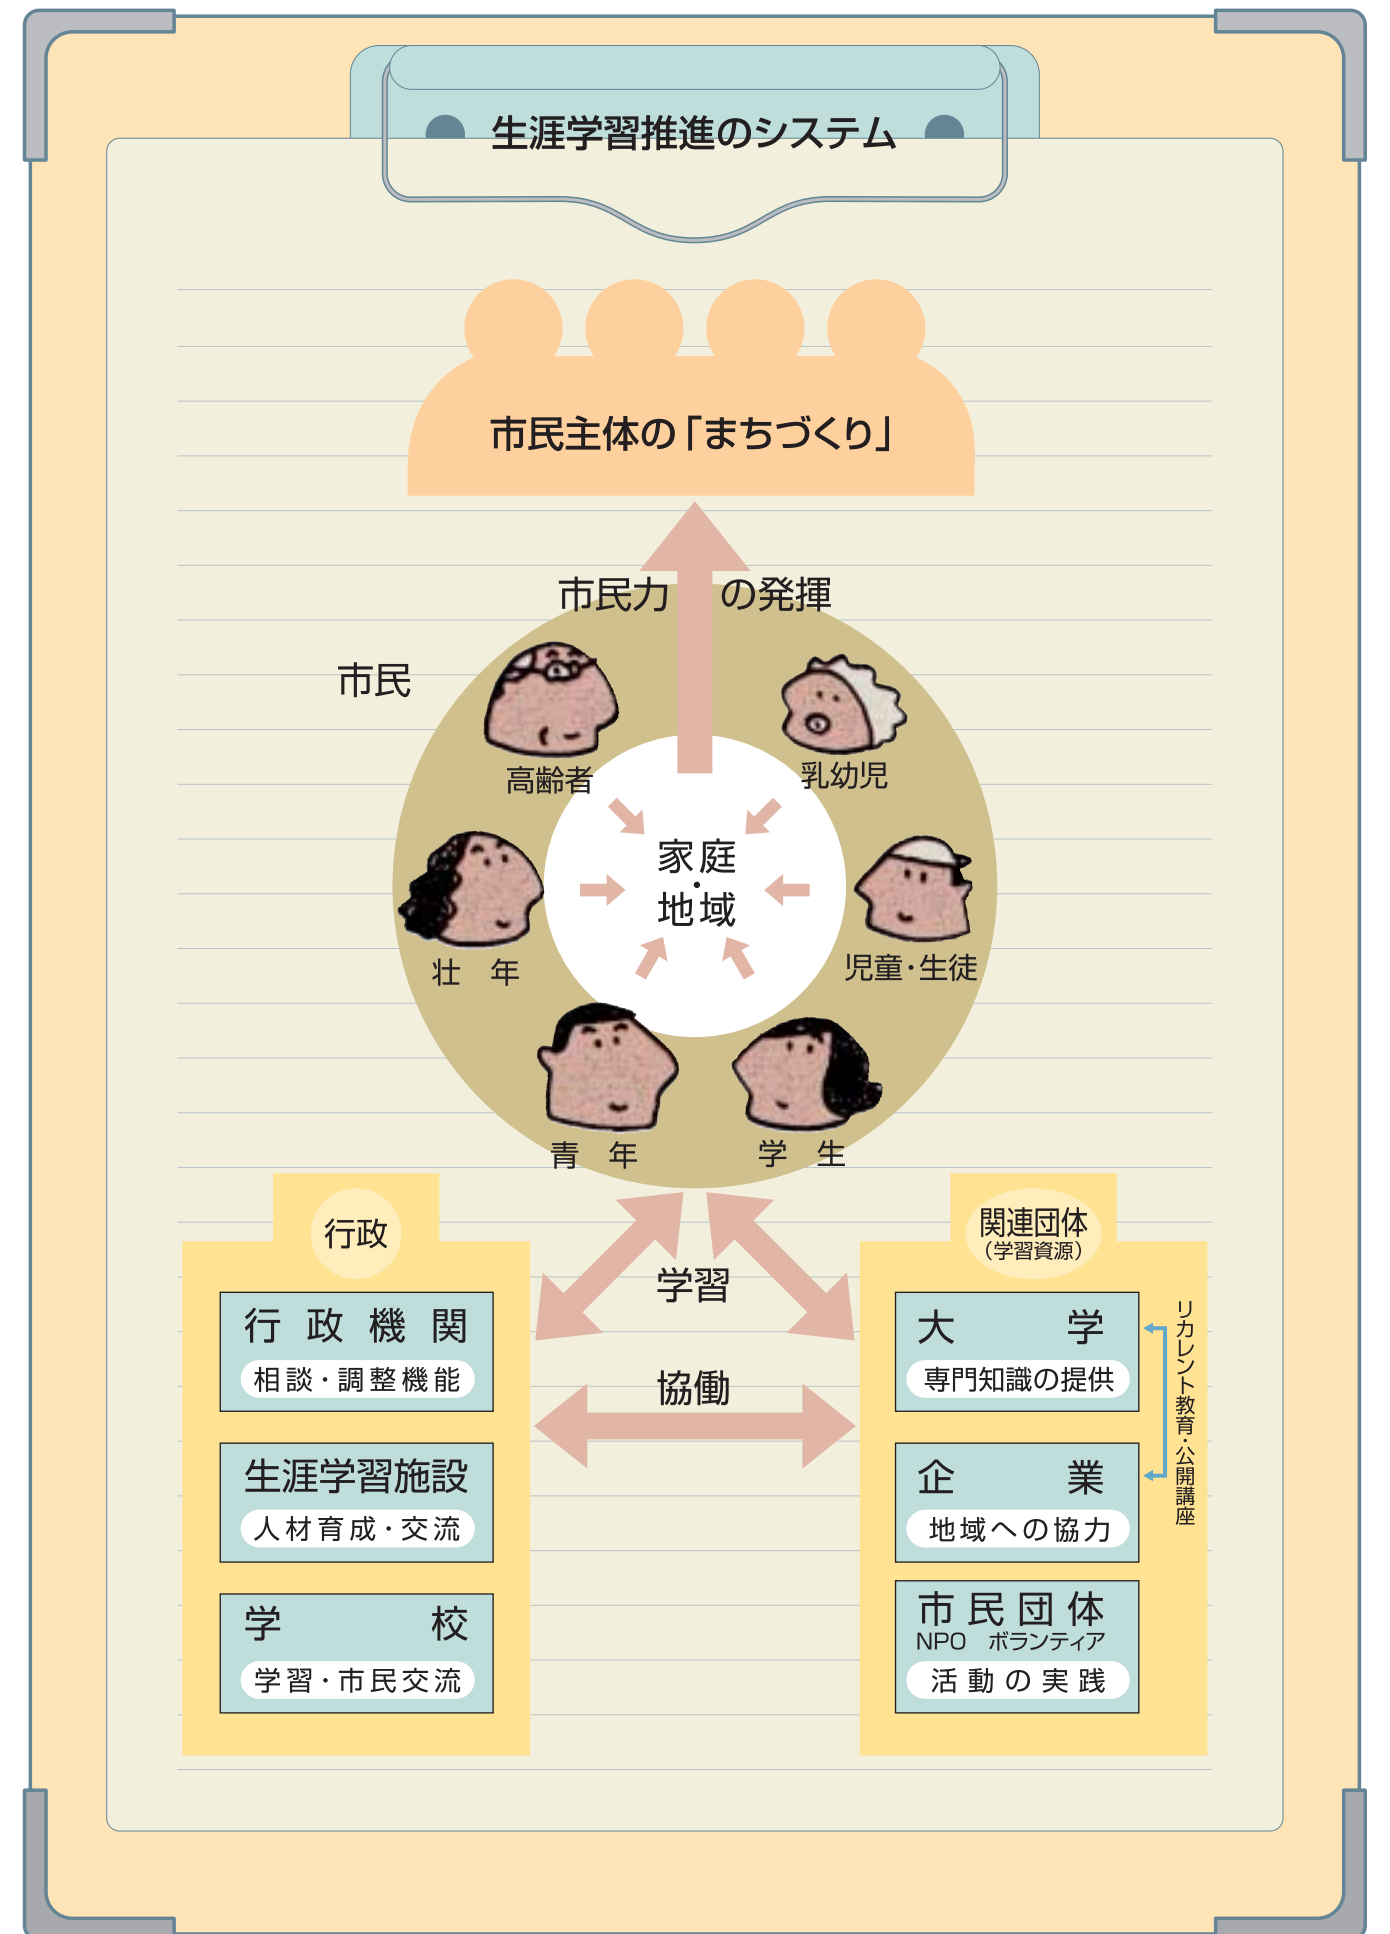 生涯学習推進のシステム
市民主体の「まちづくり」
市民力の発揮
市民
高齢者
乳幼児
家庭
・
地域
壮　年
児童・生徒
青　年
学　生
行政
行政機関
相談・調整機能
生涯学習施設
人材育成・交流
学　校
学習・市民交流
学習
協働
関連団体
（学習資源）
大　学
専門知識の提供
企　業
地域への協力
市民団体
NPO　ボランティア
活動の実践
リカレント教育・公開講座